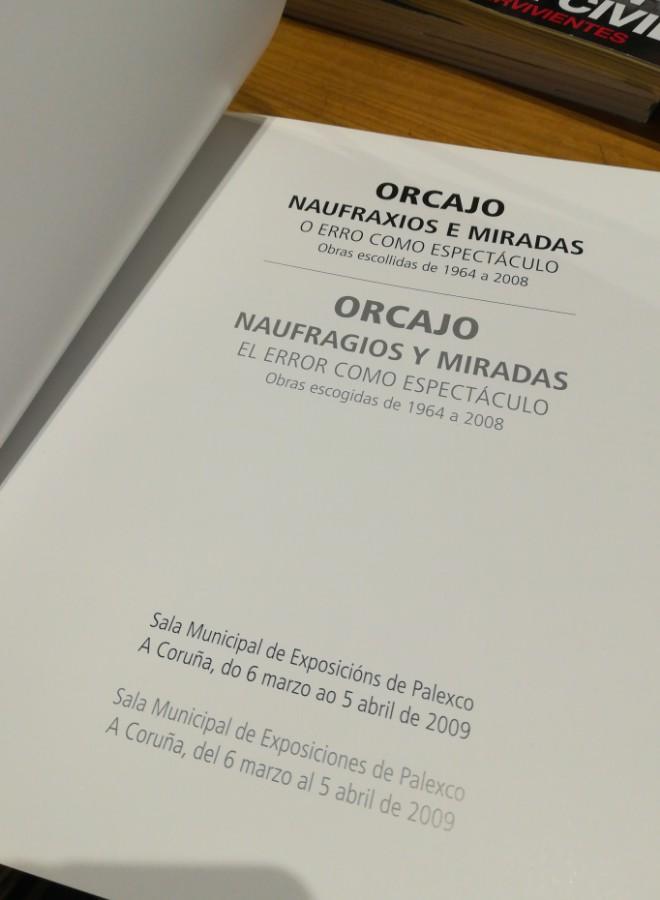 CIVIL
RVIVIENTES
ORCAJO
NAUFRAXIOS E MIRADAS
O ERRO COMO ESPECTÁCULO
Obras escollidas de 1964 a 2008
ORCAJO
NAUFRAGIOS Y MIRADAS
EL ERROR COMO ESPECTÁCULO
Obras escogidas de 1964 a 2008
Sala Municipal de Exposicións de Palexco
A Coruña, do 6 marzo ao 5 abril de 2009
Sala Municipal de Exposiciones de Palexco
A Coruña, del 6 marzo al 5 abril de 2009